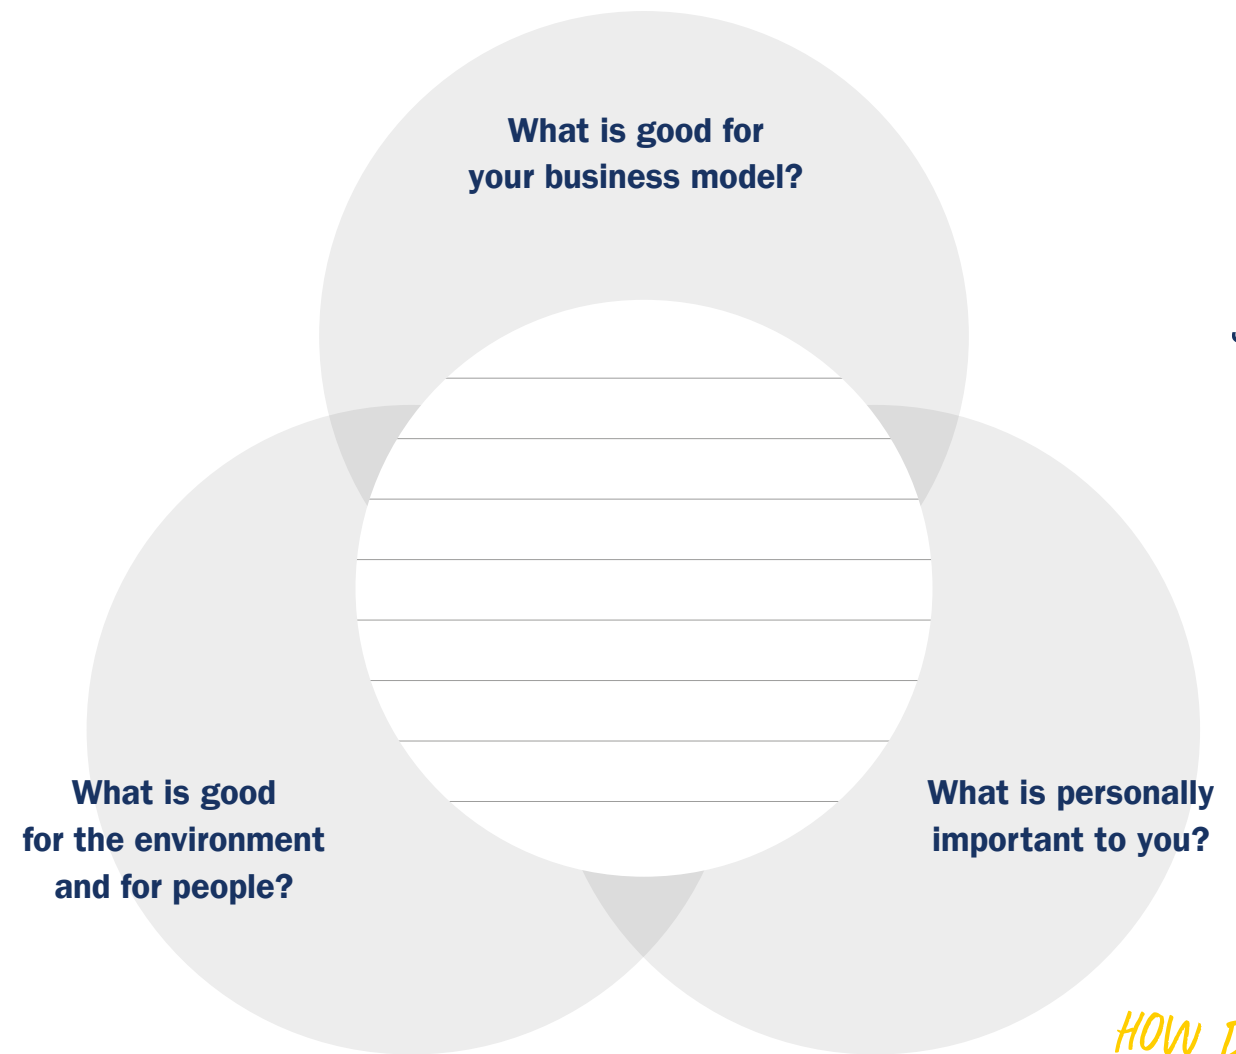 What is good for
your business model?
What is good
for the environment
and for people?
What is personally
important to you?
HOW